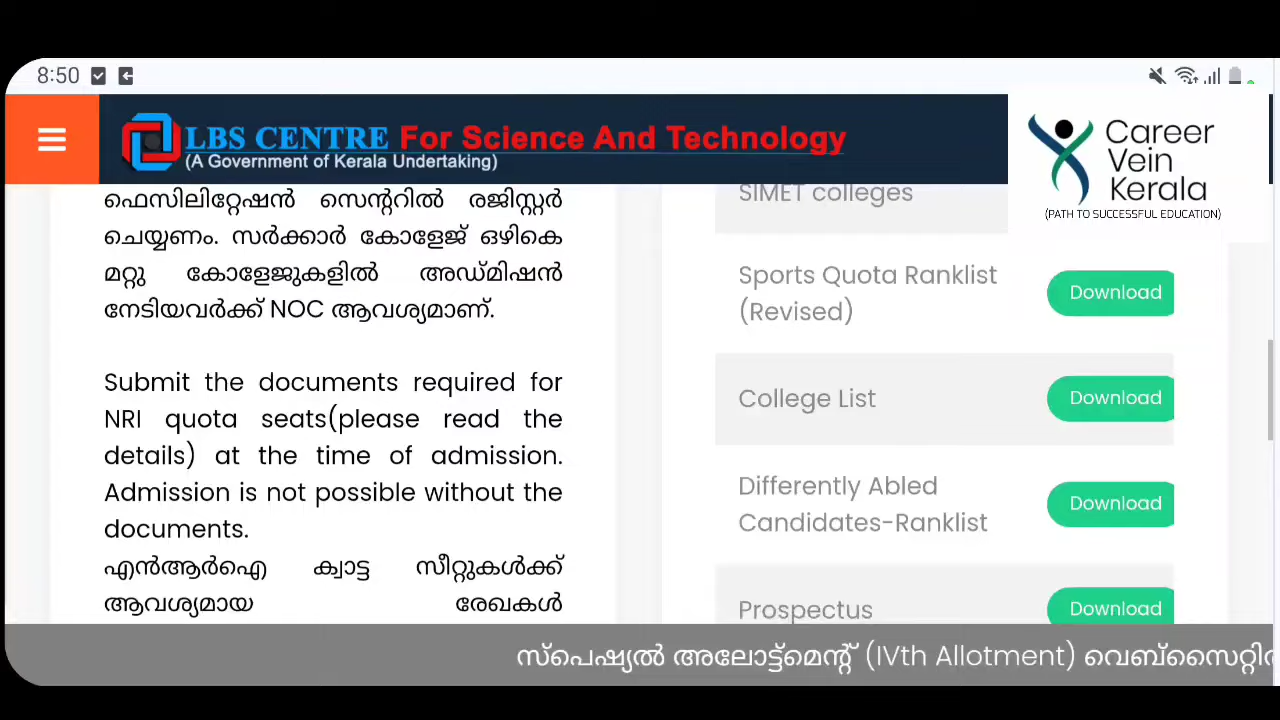 8:50
LBS CENTRE For Science And Technology
(A Government of Kerala Undertaking)
Career
Vein
Kerala
(PATH TO SUCCESSFUL EDUCATION)
ഫെസിലിറ്റേഷൻ സെന്ററിൽ രജിസ്റ്റർ
ചെയ്യണം. സർക്കാർ കോളേജ് ഒഴികെ
മറ്റു കോളേജുകളിൽ അഡ്മിഷൻ
നേടിയവർക്ക് NOC ആവശ്യമാണ്.
Submit the documents required for
NRI quota seats(please read the
details) at the time of admission.
Admission is not possible without the
documents.
എൻആർഐ ക്വാട്ട സീറ്റുകൾക്ക്
ആവശ്യമായ രേഖകൾ
SIMET colleges
Sports Quota Ranklist
(Revised)
Download
College List
Download
Differently Abled
Candidates-Ranklist
Download
Prospectus
Download
സ്പെഷ്യൽ അലോട്ട്മെന്റ് (IVth Allotment)